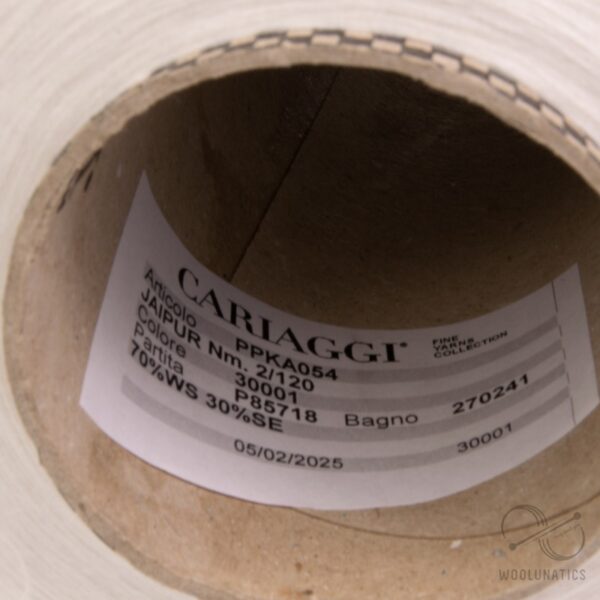 CARIAGGI®
FINE
YARNS
COLLECTION
Articolo PPKA054
JAIPUR Nm. 2/120
Colore 30001
Partita P85718 Bagno 270241
70%WS 30%SE
05/02/2025 30001
WOOLUNATICS